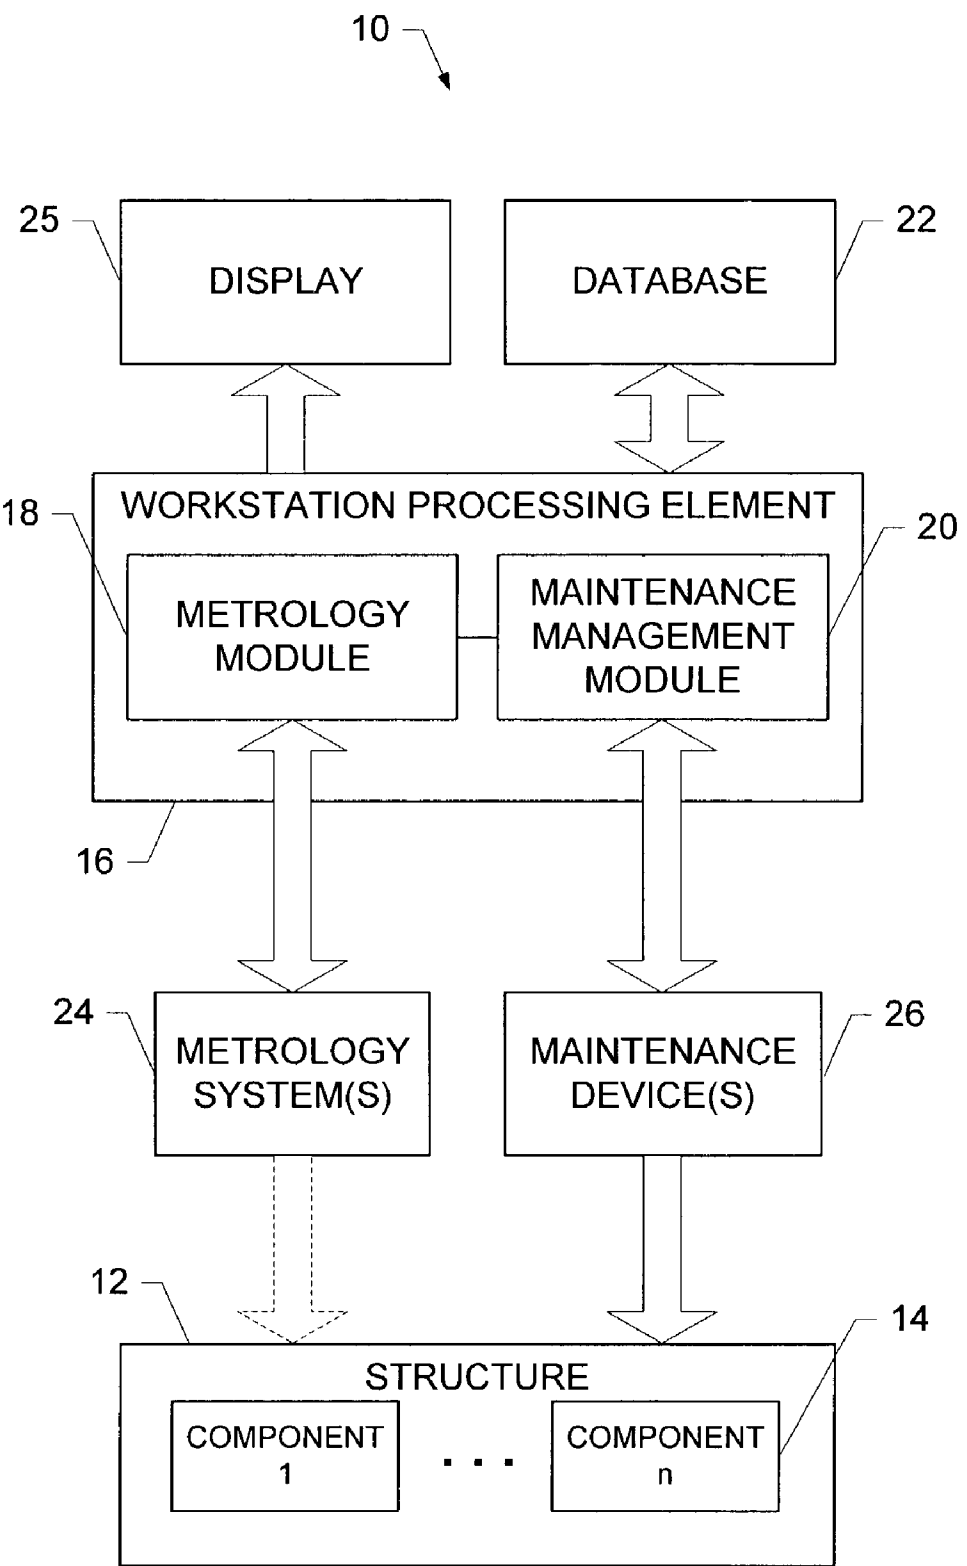 10
25
22
DISPLAY
DATABASE
WORKSTATION PROCESSING ELEMENT
18
20
METROLOGY
MODULE
MAINTENANCE
MANAGEMENT
MODULE
16
24
26
METROLOGY
SYSTEM(S)
MAINTENANCE
DEVICE(S)
12
14
STRUCTURE
COMPONENT
1
. . .
COMPONENT
n